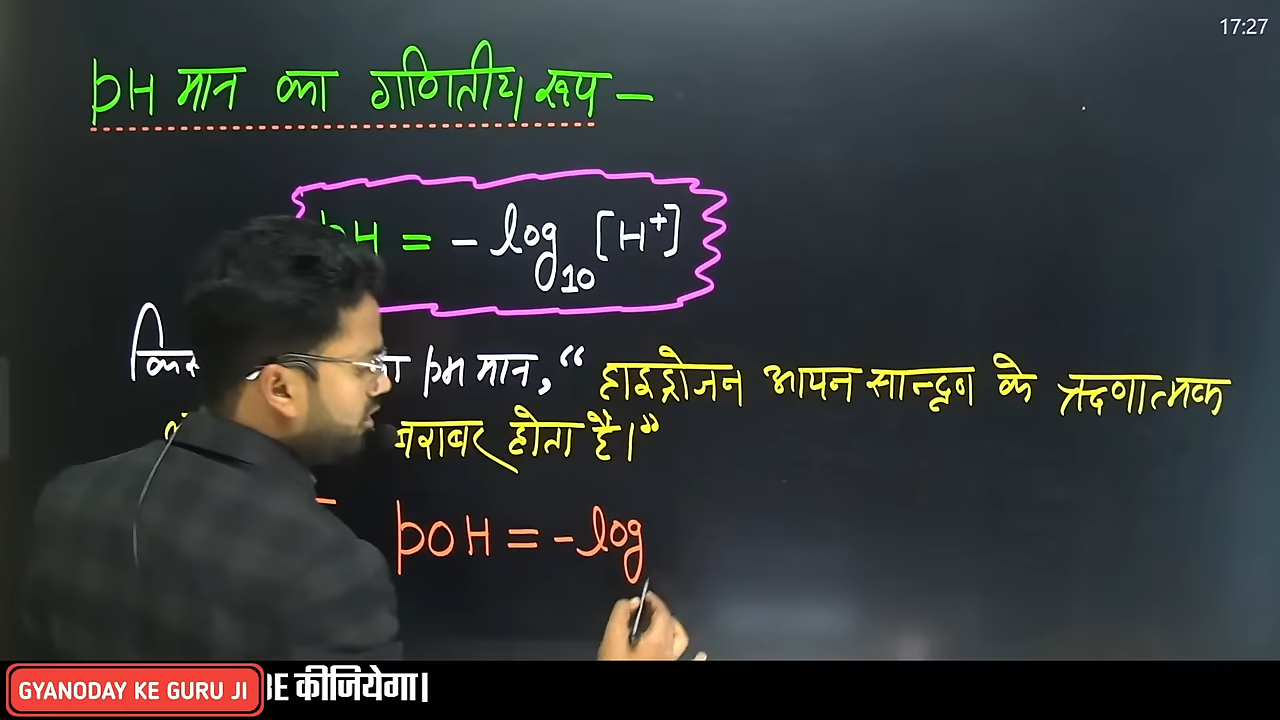 17:27
pH मान का गणितीय रूप –
pH = - log₁₀ [H⁺]
pH मान, “ हाइड्रोजन आयन सान्द्रण के ऋणात्मक
बराबर होता है।”
pOH = - log
GYANODAY KE GURU JI BE कीजियेगा।